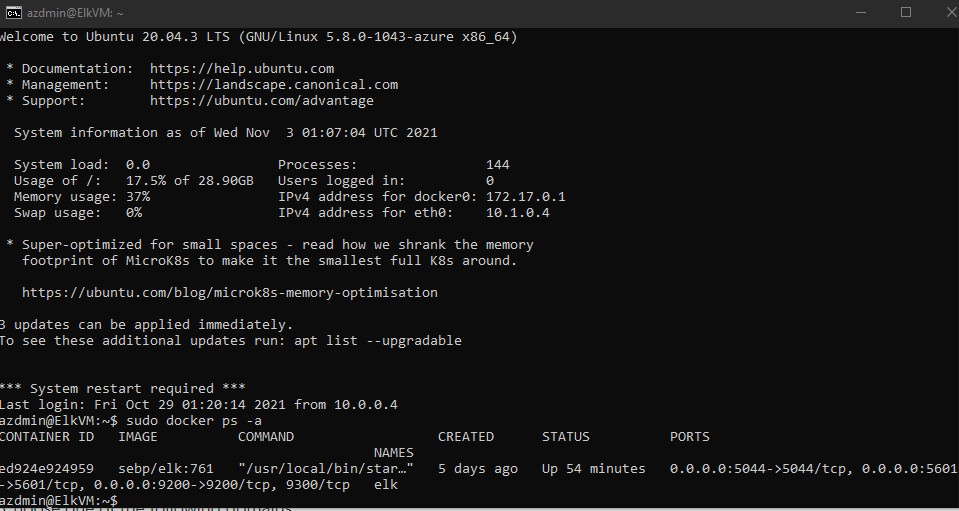 azdmin@ElkVM: ~
Welcome to Ubuntu 20.04.3 LTS (GNU/Linux 5.8.0-1043-azure x86_64)
* Documentation:  https://help.ubuntu.com
* Management:     https://landscape.canonical.com
* Support:        https://ubuntu.com/advantage
System information as of Wed Nov  3 01:07:04 UTC 2021
System load:  0.0                Processes:                144
Usage of /:   17.5% of 28.90GB   Users logged in:          0
Memory usage: 37%                IPv4 address for docker0: 172.17.0.1
Swap usage:   0%                 IPv4 address for eth0:    10.1.0.4
* Super-optimized for small spaces - read how we shrank the memory
footprint of MicroK8s to make it the smallest full K8s around.
https://ubuntu.com/blog/microk8s-memory-optimisation
3 updates can be applied immediately.
To see these additional updates run: apt list --upgradable
*** System restart required ***
Last login: Fri Oct 29 01:20:14 2021 from 10.0.0.4
azdmin@ElkVM:~$ sudo docker ps -a
CONTAINER ID   IMAGE          COMMAND                  CREATED      STATUS          PORTS
NAMES
ed924e924959   sebp/elk:761   "/usr/local/bin/star…"   5 days ago   Up 54 minutes   0.0.0.0:5044->5044/tcp, 0.0.0.0:5601
->5601/tcp, 0.0.0.0:9200->9200/tcp, 9300/tcp   elk
azdmin@ElkVM:~$